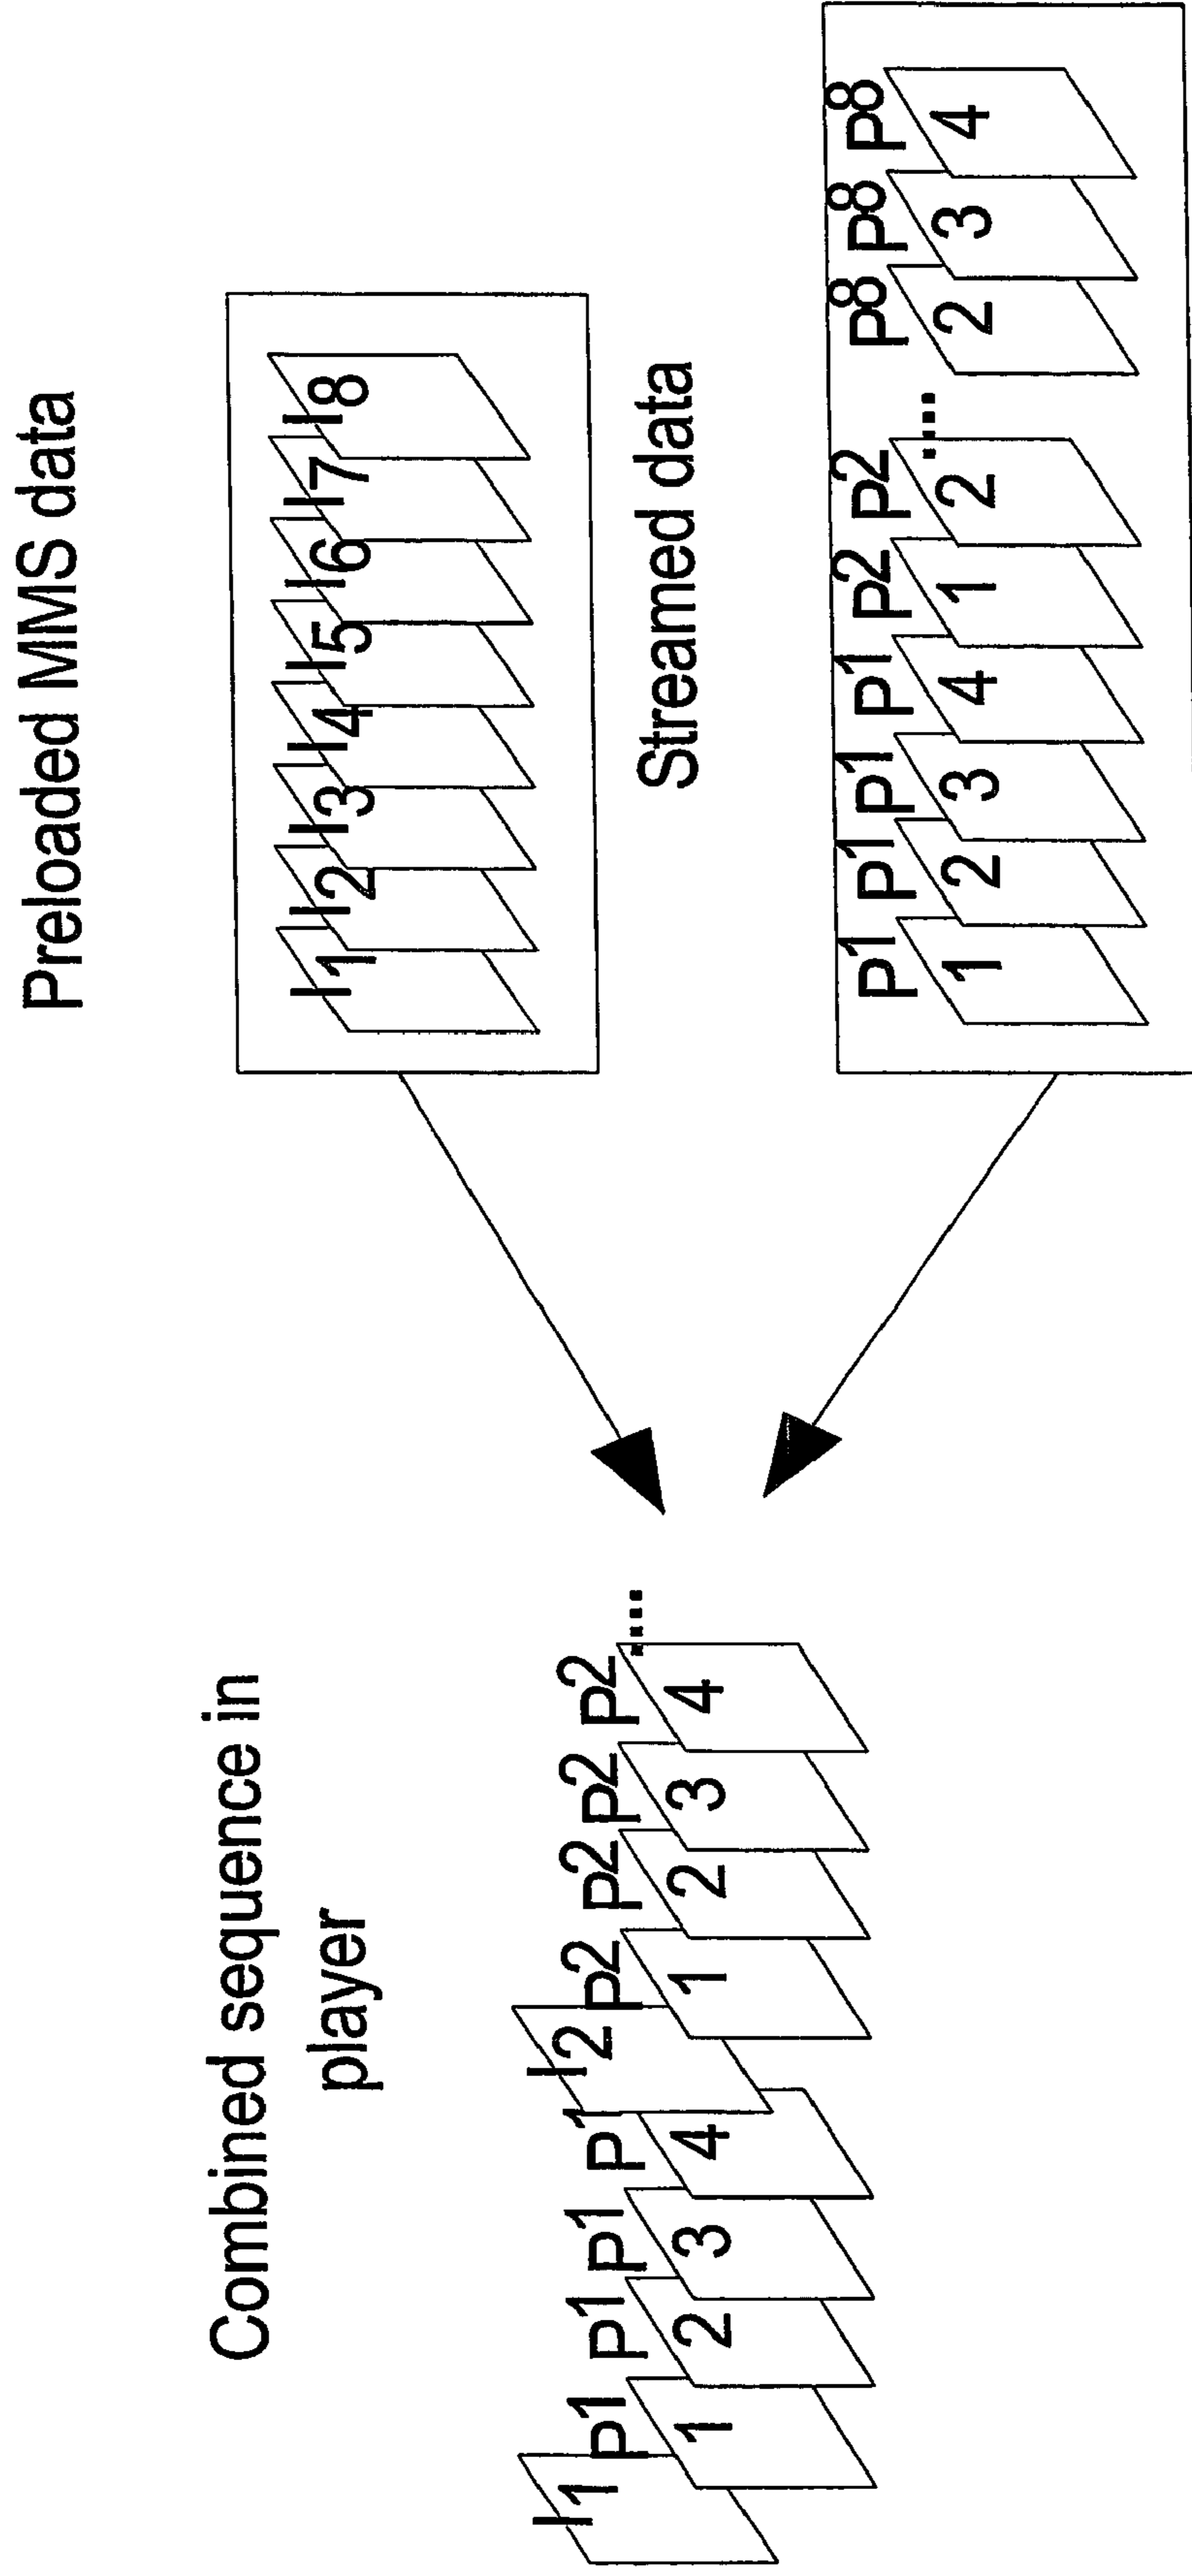 Combined sequence in
player
I1 P1 P1 P1 P1 I2 P2 P2 P2 P2 ....
1 2 3 4 1 2 3 4
Preloaded MMS data
I1 I2 I3 I4 I5 I6 I7 I8
Streamed data
P1 P1 P1 P1 P2 P2 .... P8 P8 P8
1 2 3 4 1 2 2 3 4